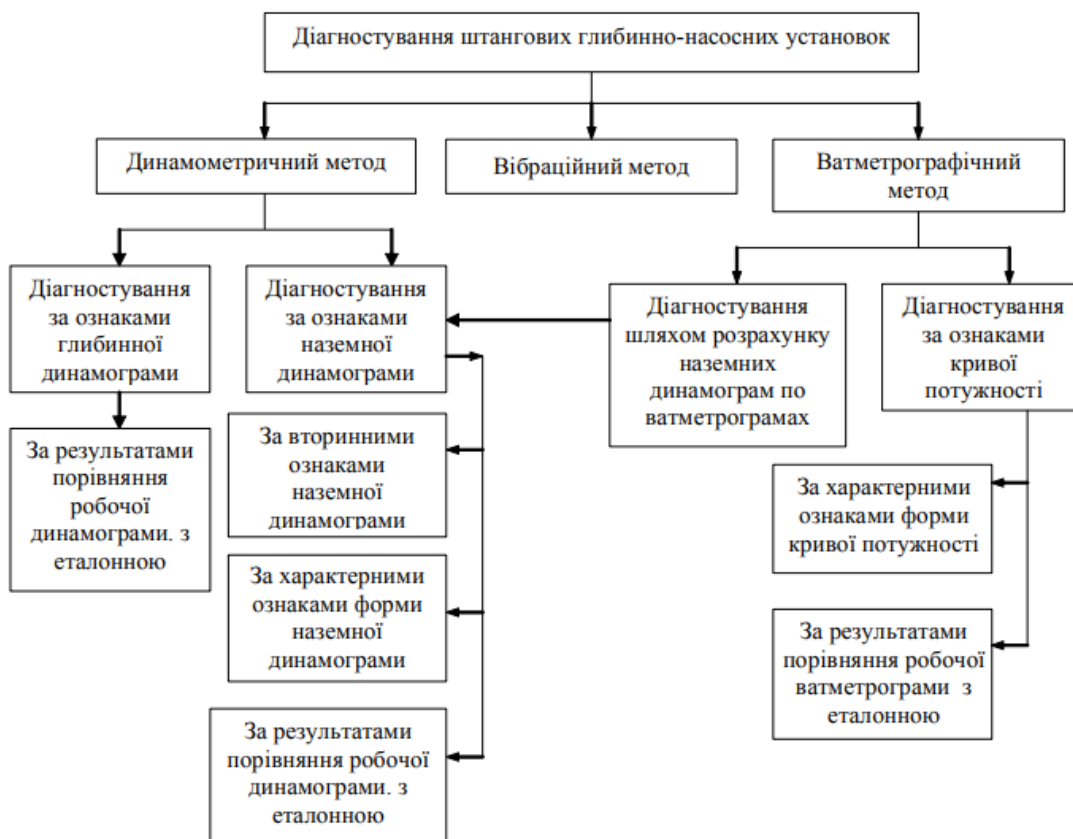 Діагностування штангових глибинно-насосних установок
Динамометричний метод
Вібраційний метод
Ватметрографічний
метод
Діагностування
за ознаками
глибинної
динамограми
Діагностування
за ознаками
наземної
динамограми
Діагностування
шляхом розрахунку
наземних
динамограм по
ватметрограмах
Діагностування
за ознаками
кривої
потужності
За результатами
порівняння
робочої
динамограми. з
еталонною
За вторинними
ознаками
наземної
динамограми
За характерними
ознаками форми
кривої потужності
За характерними
ознаками форми
наземної
динамограми
За результатами
порівняння робочої
ватметрограми з
еталонною
За результатами
порівняння робочої
динамограми. з
еталонною